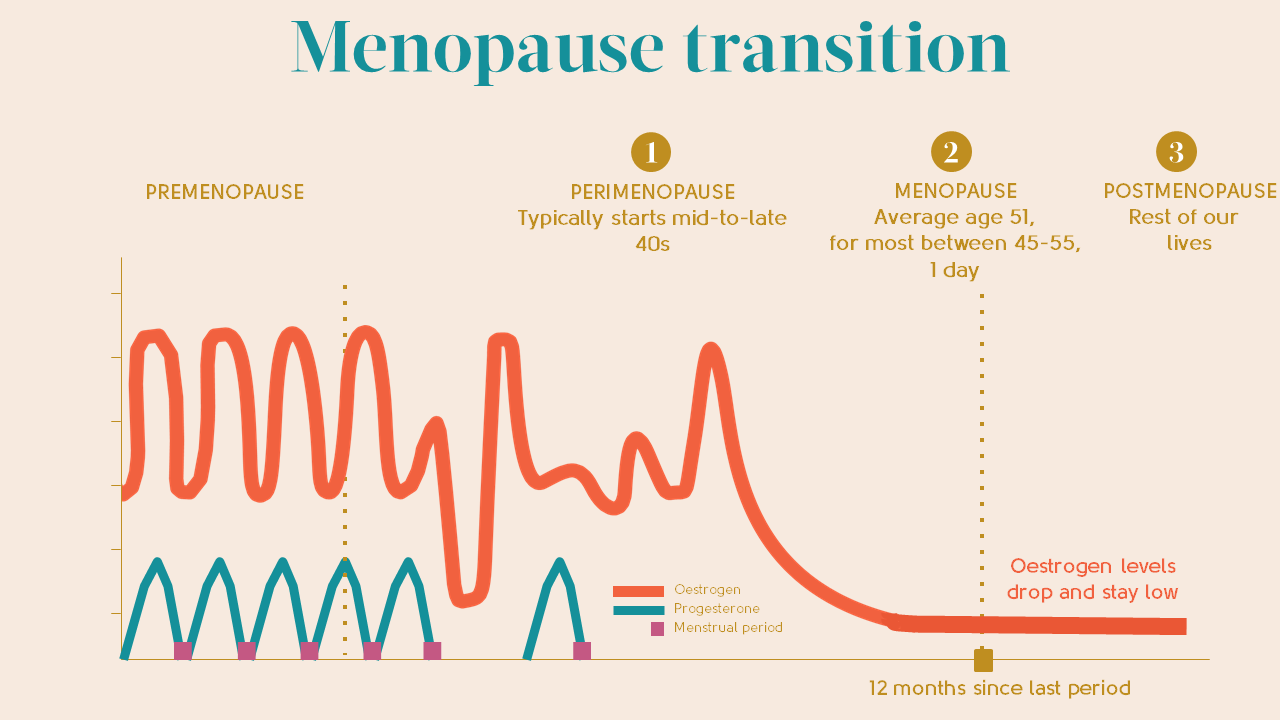 Menopause transition
1
2
3
PREMENOPAUSE
PERIMENOPAUSE
Typically starts mid-to-late
40s
MENOPAUSE
Average age 51,
for most between 45-55,
1 day
POSTMENOPAUSE
Rest of our
lives
Oestrogen levels
drop and stay low
Oestrogen
Progesterone
Menstrual period
12 months since last period